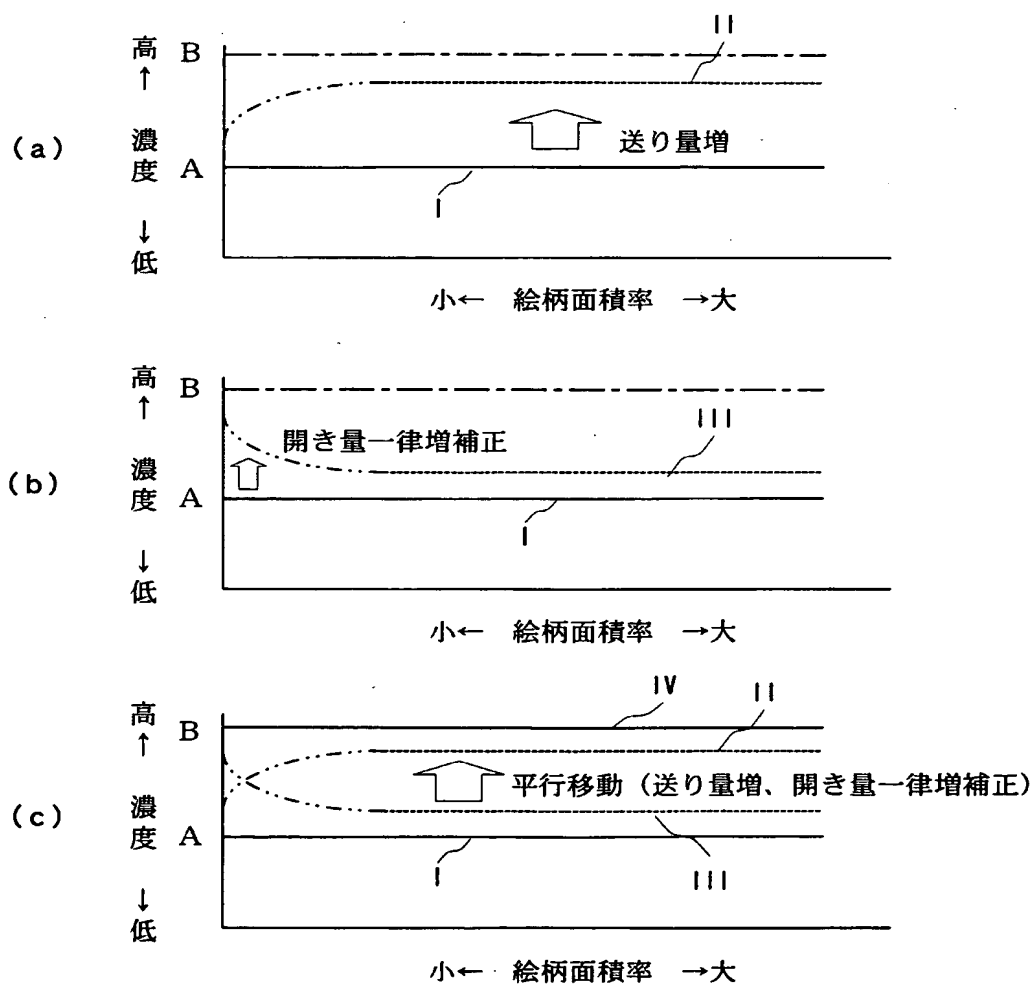 (a)
高
↑
濃
度
↓
低
B
A
II
送り量増
I
小← 絵柄面積率 →大
(b)
高
↑
濃
度
↓
低
B
A
III
開き量一律増補正
I
小← 絵柄面積率 →大
(c)
高
↑
濃
度
↓
低
B
A
IV
II
平行移動（送り量増、開き量一律増補正）
I
III
小← 絵柄面積率 →大